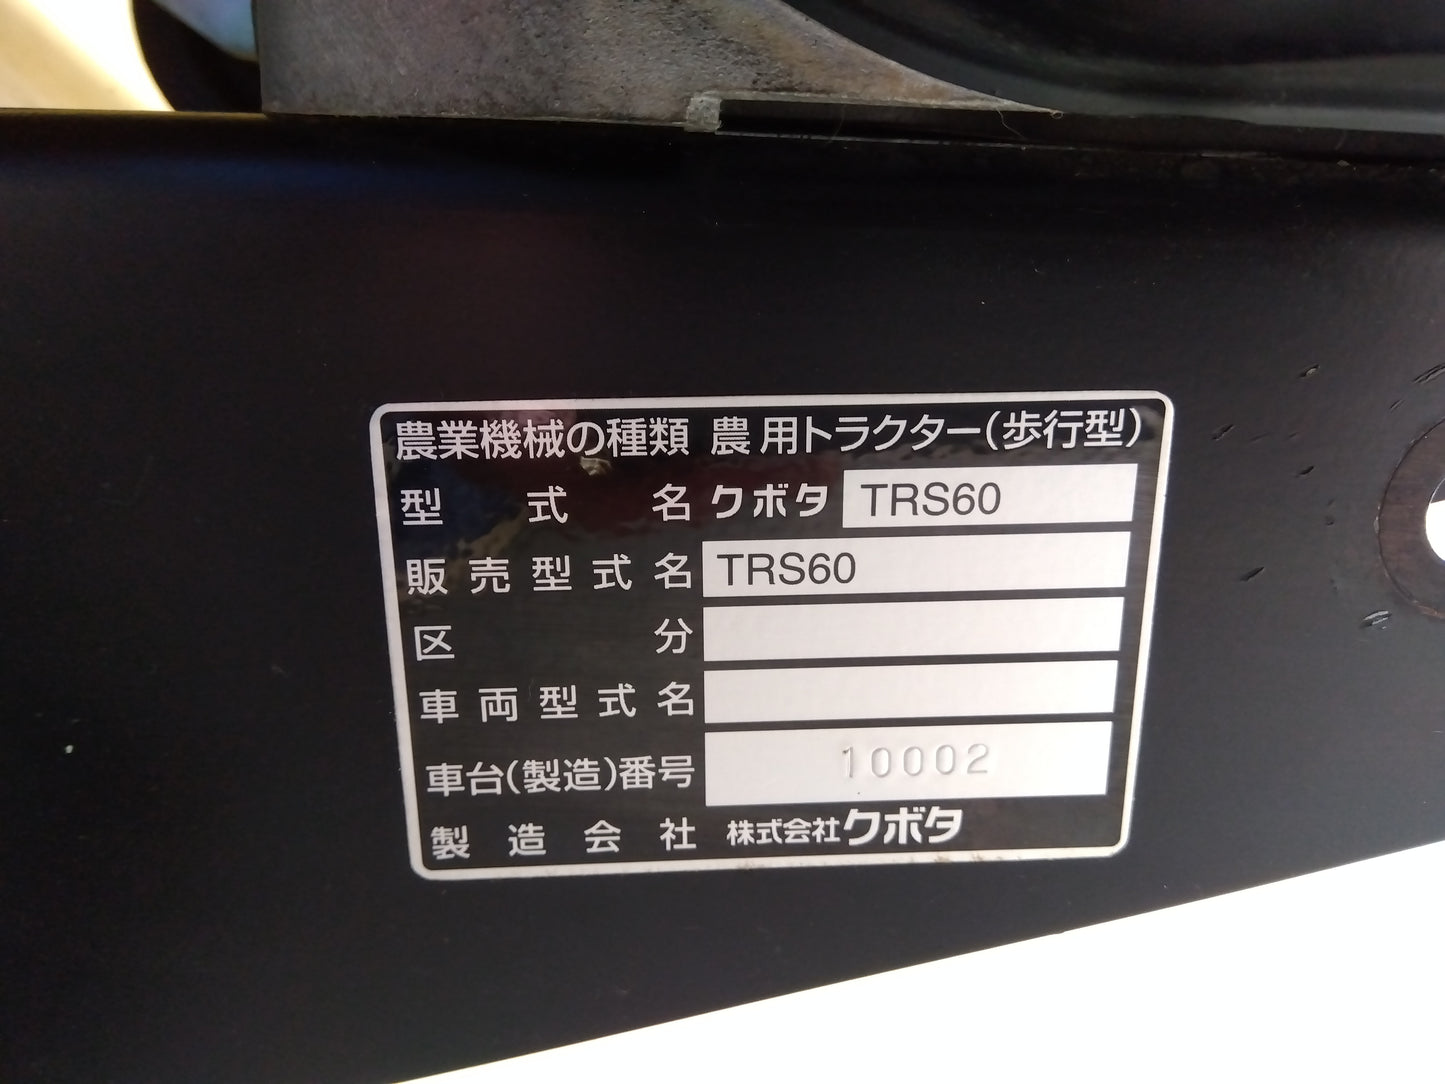 農業機械の種類 農用トラクター(歩行型)
型式名 クボタ TRS60
販売型式名 TRS60
区分
車両型式名
車台(製造)番号 10002
製造会社 株式会社クボタ